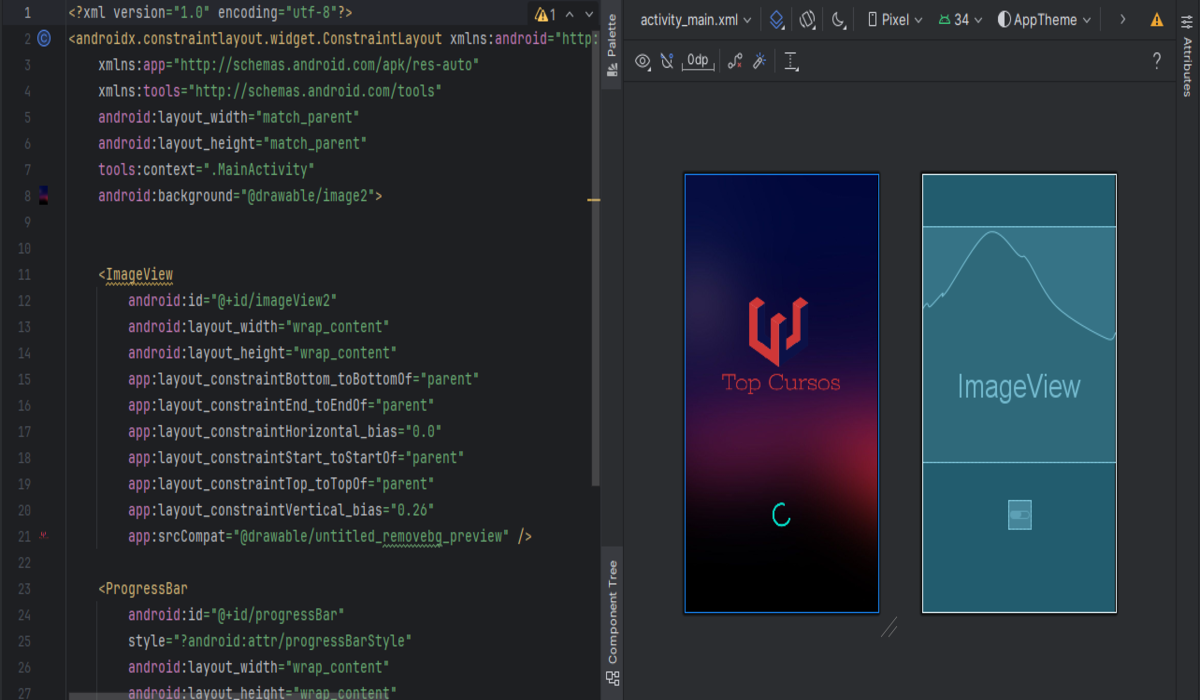 1 <?xml version="1.0" encoding="utf-8"?>
2 <androidx.constraintlayout.widget.ConstraintLayout xmlns:android="http:
3 xmlns:app="http://schemas.android.com/apk/res-auto"
4 xmlns:tools="http://schemas.android.com/tools"
5 android:layout_width="match_parent"
6 android:layout_height="match_parent"
7 tools:context=".MainActivity"
8 android:background="@drawable/image2">
9
10
11 <ImageView
12 android:id="@+id/imageView2"
13 android:layout_width="wrap_content"
14 android:layout_height="wrap_content"
15 app:layout_constraintBottom_toBottomOf="parent"
16 app:layout_constraintEnd_toEndOf="parent"
17 app:layout_constraintHorizontal_bias="0.0"
18 app:layout_constraintStart_toStartOf="parent"
19 app:layout_constraintTop_toTopOf="parent"
20 app:layout_constraintVertical_bias="0.26"
21 app:srcCompat="@drawable/untitled_removebg_preview" />
22
23 <ProgressBar
24 android:id="@+id/progressBar"
25 style="?android:attr/progressBarStyle"
26 android:layout_width="wrap_content"
27 android:layout_height="wrap_content"
1
Palette
Component Tree
activity_main.xml
Pixel
34
AppTheme
0dp
?
Attributes
Top Cursos
ImageView